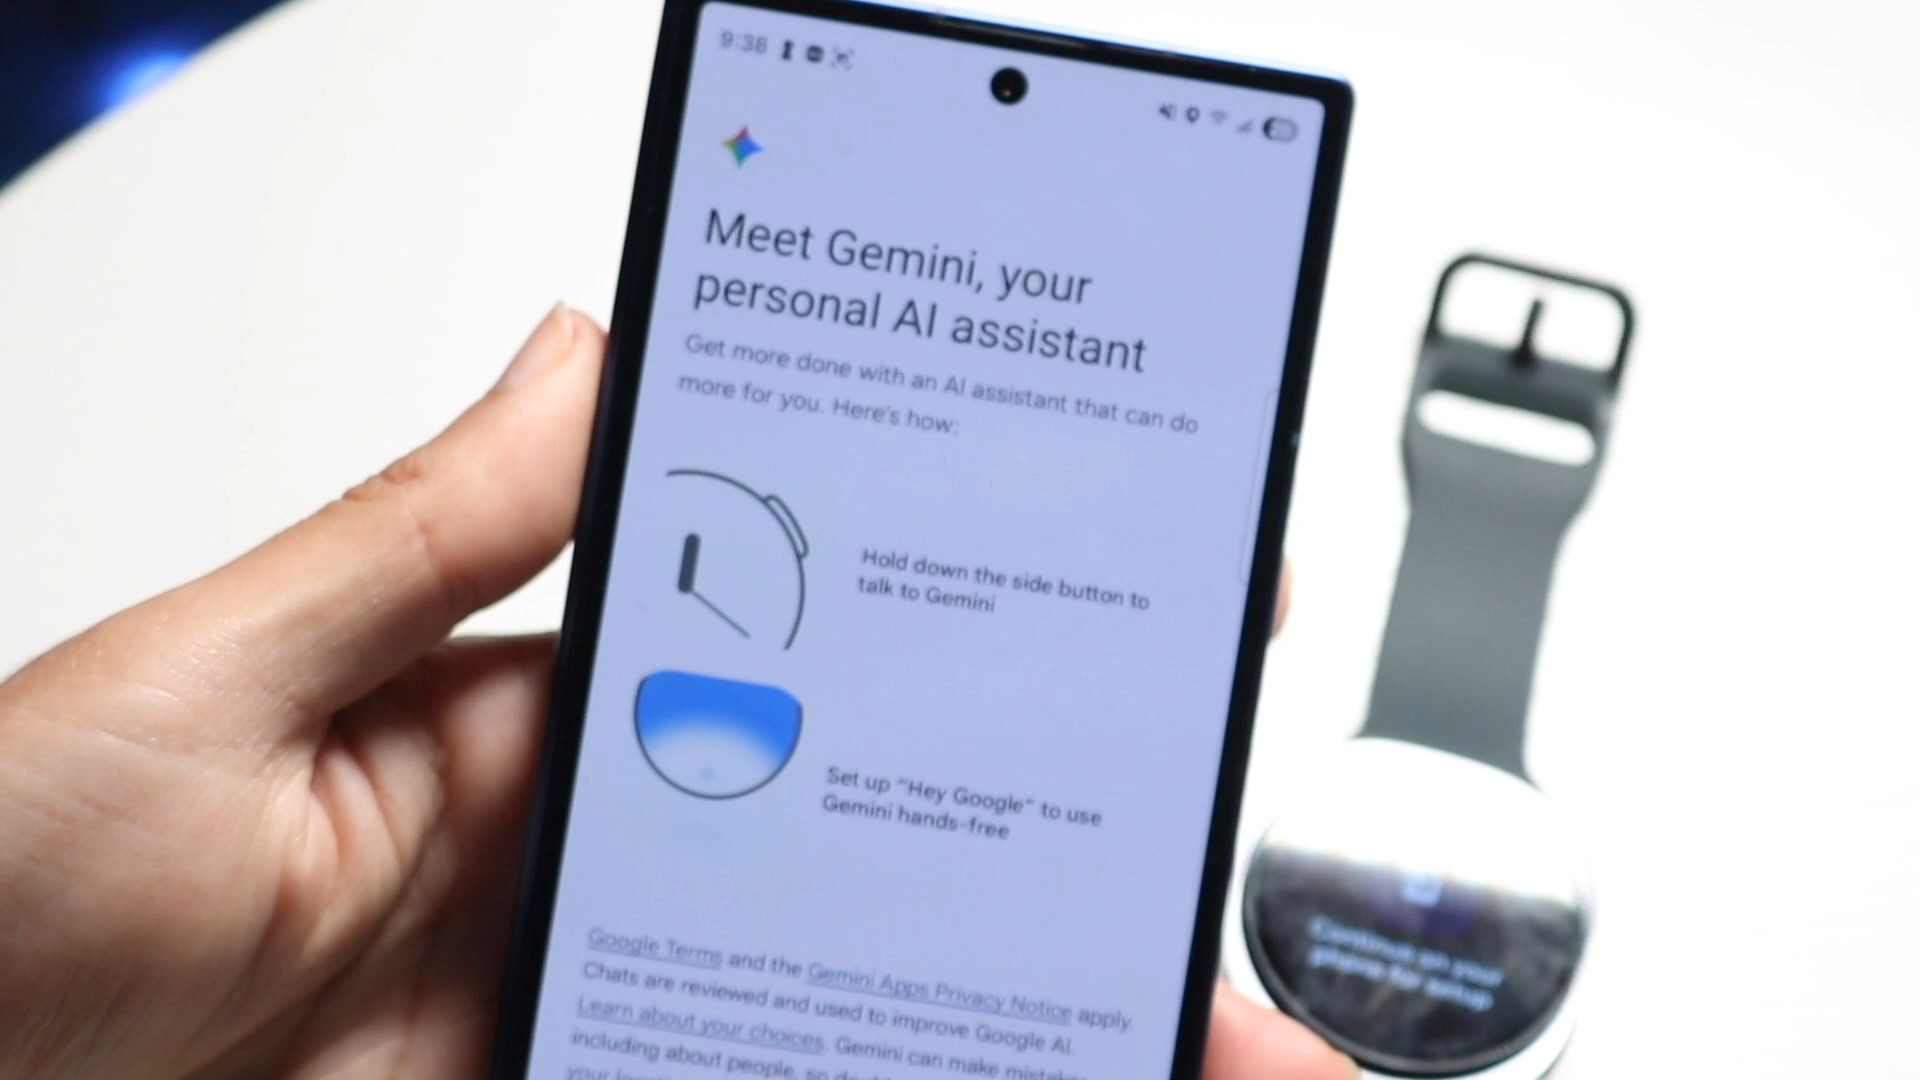 9:38
Meet Gemini, your
personal AI assistant
Get more done with an AI assistant that can do
more for you. Here's how:
Hold down the side button to
talk to Gemini
Set up “Hey Google” to use
Gemini hands-free
Google Terms and the Gemini Apps Privacy Notice apply.
Chats are reviewed and used to improve Google AI.
Learn about your choices. Gemini can make
including about people, so
your
Continue on your
phone for setup